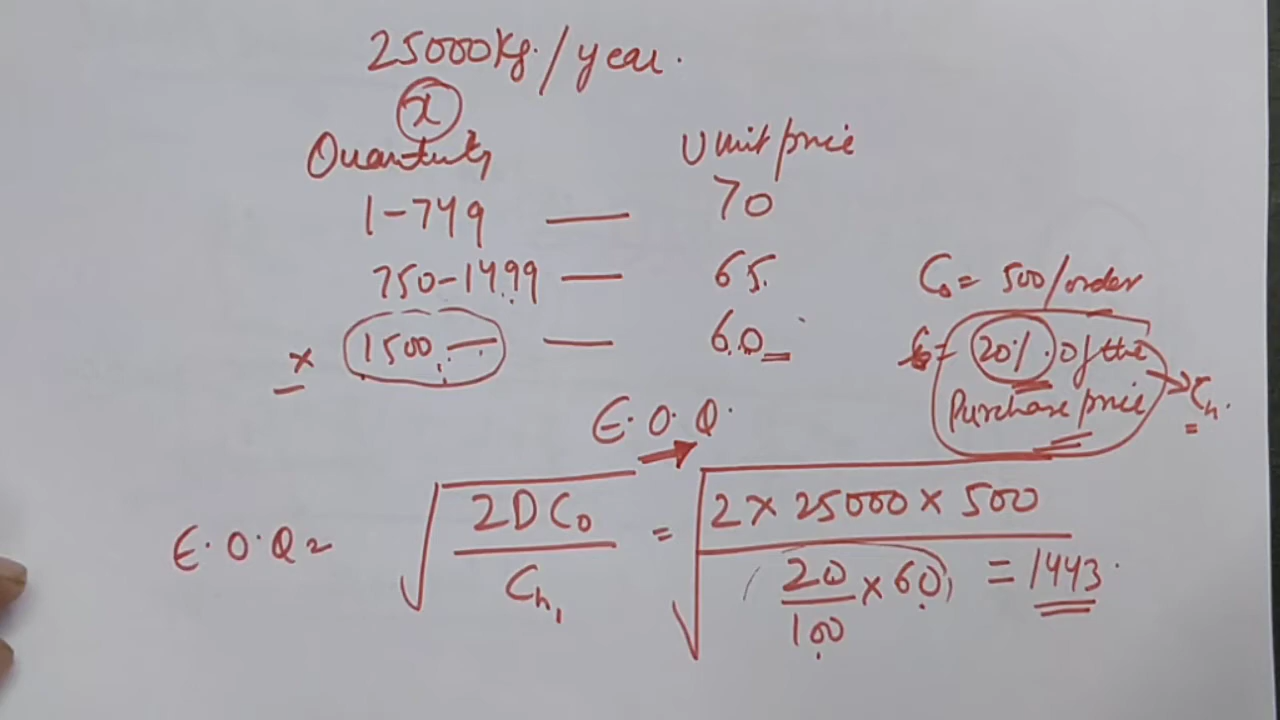 25000Kg./year.
x
Quantity Unit price
1-749 — 70
750-1499 — 65.
x 1500 — — 60
C₀ = 500/order
= 20% of the
Purchase price → Cₕ.
E.O.Q.
E.O.Q = √(2DC₀/Cₕ) = √(2 × 25000 × 500/(20/100 × 60)) = 1443.